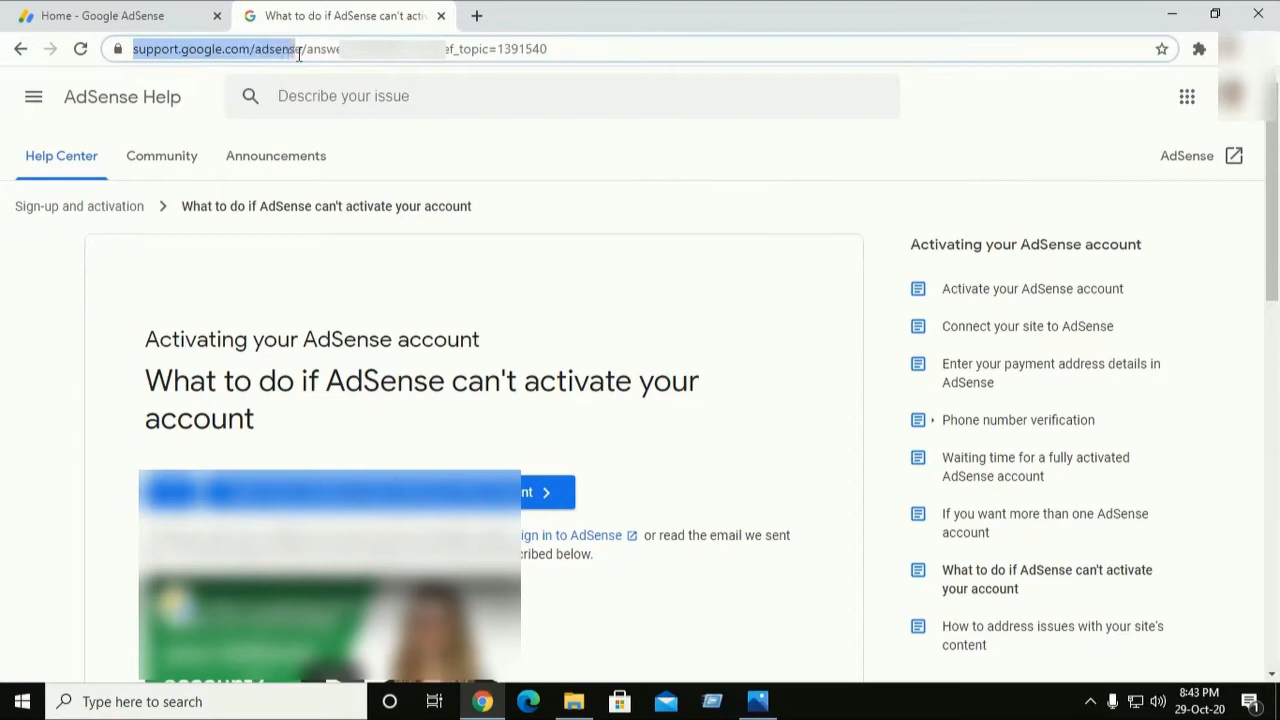 Home - Google AdSense
What to do if AdSense can't activ
support.google.com/adsense/answe
ef_topic=1391540
AdSense Help
Describe your issue
Help Center
Community
Announcements
AdSense
Sign-up and activation
What to do if AdSense can't activate your account
Activating your AdSense account
What to do if AdSense can't activate your
account
nt
ign in to AdSense or read the email we sent
cribed below.
Activating your AdSense account
Activate your AdSense account
Connect your site to AdSense
Enter your payment address details in
AdSense
Phone number verification
Waiting time for a fully activated
AdSense account
If you want more than one AdSense
account
What to do if AdSense can't activate
your account
How to address issues with your site's
content
Type here to search
8:43 PM
29-Oct-20
1